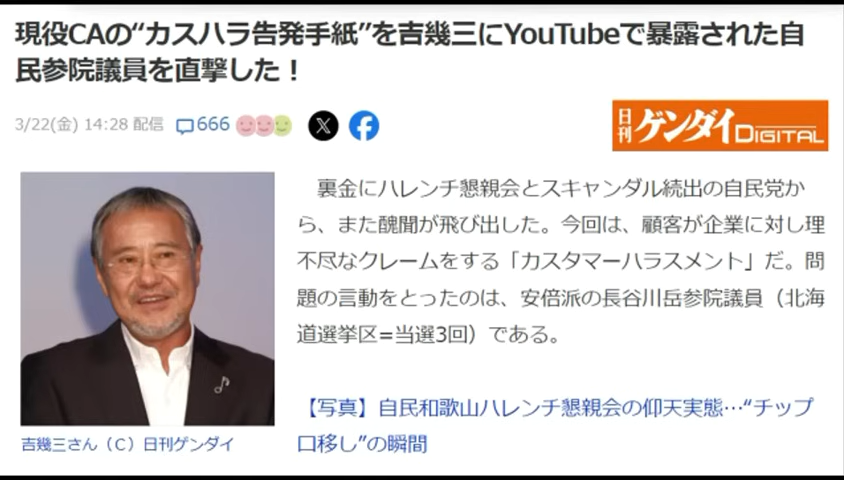 現役CAの“カスハラ告発手紙”を吉幾三にYouTubeで暴露された自
民参院議員を直撃した！
3/22(金) 14:28 配信
666
日刊ゲンダイDIGITAL
裏金にハレンチ懇親会とスキャンダル続出の自民党か
ら、また醜聞が飛び出した。今回は、顧客が企業に対し理
不尽なクレームをする「カスタマーハラスメント」だ。問
題の言動をとったのは、安倍派の長谷川岳参院議員（北海
道選挙区=当選3回）である。
【写真】自民和歌山ハレンチ懇親会の仰天実態…“チップ
口移し”の瞬間
吉幾三さん（C）日刊ゲンダイ